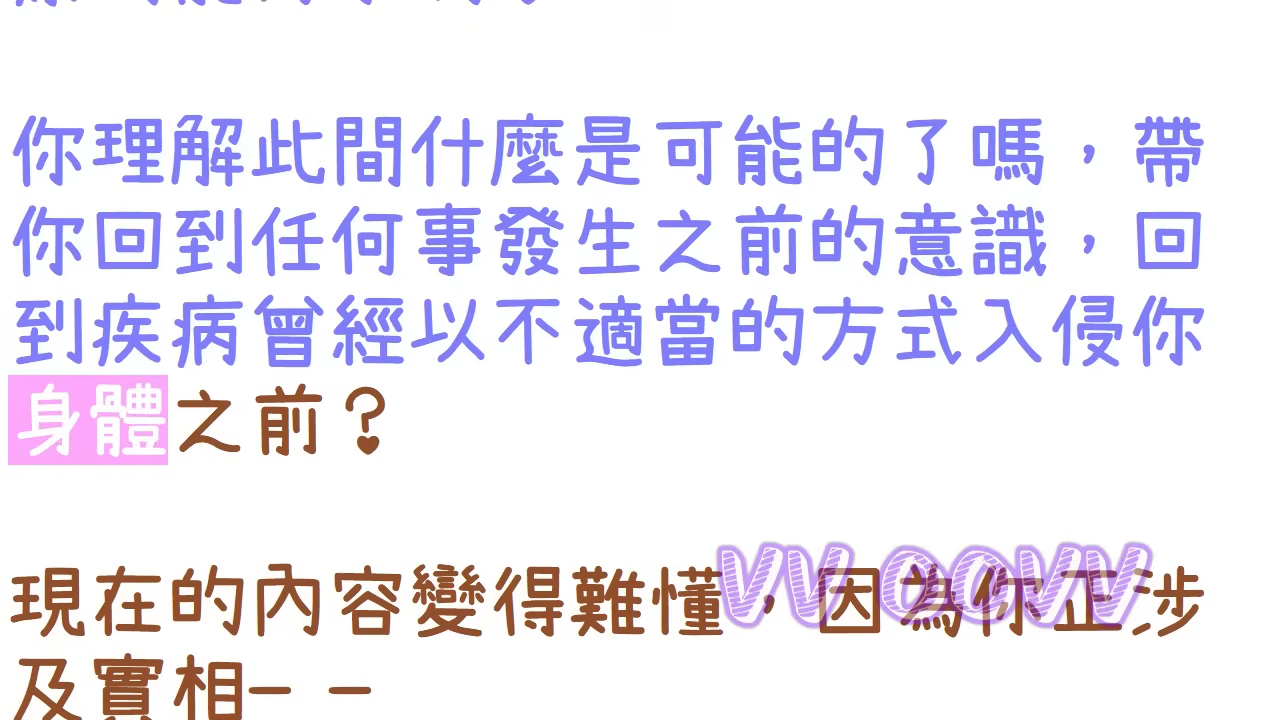 你理解此間什麼是可能的了嗎，帶
你回到任何事發生之前的意識，回
到疾病曾經以不適當的方式入侵你
身體之前？
現在的內容變得難懂，因為你正涉
及實相— —